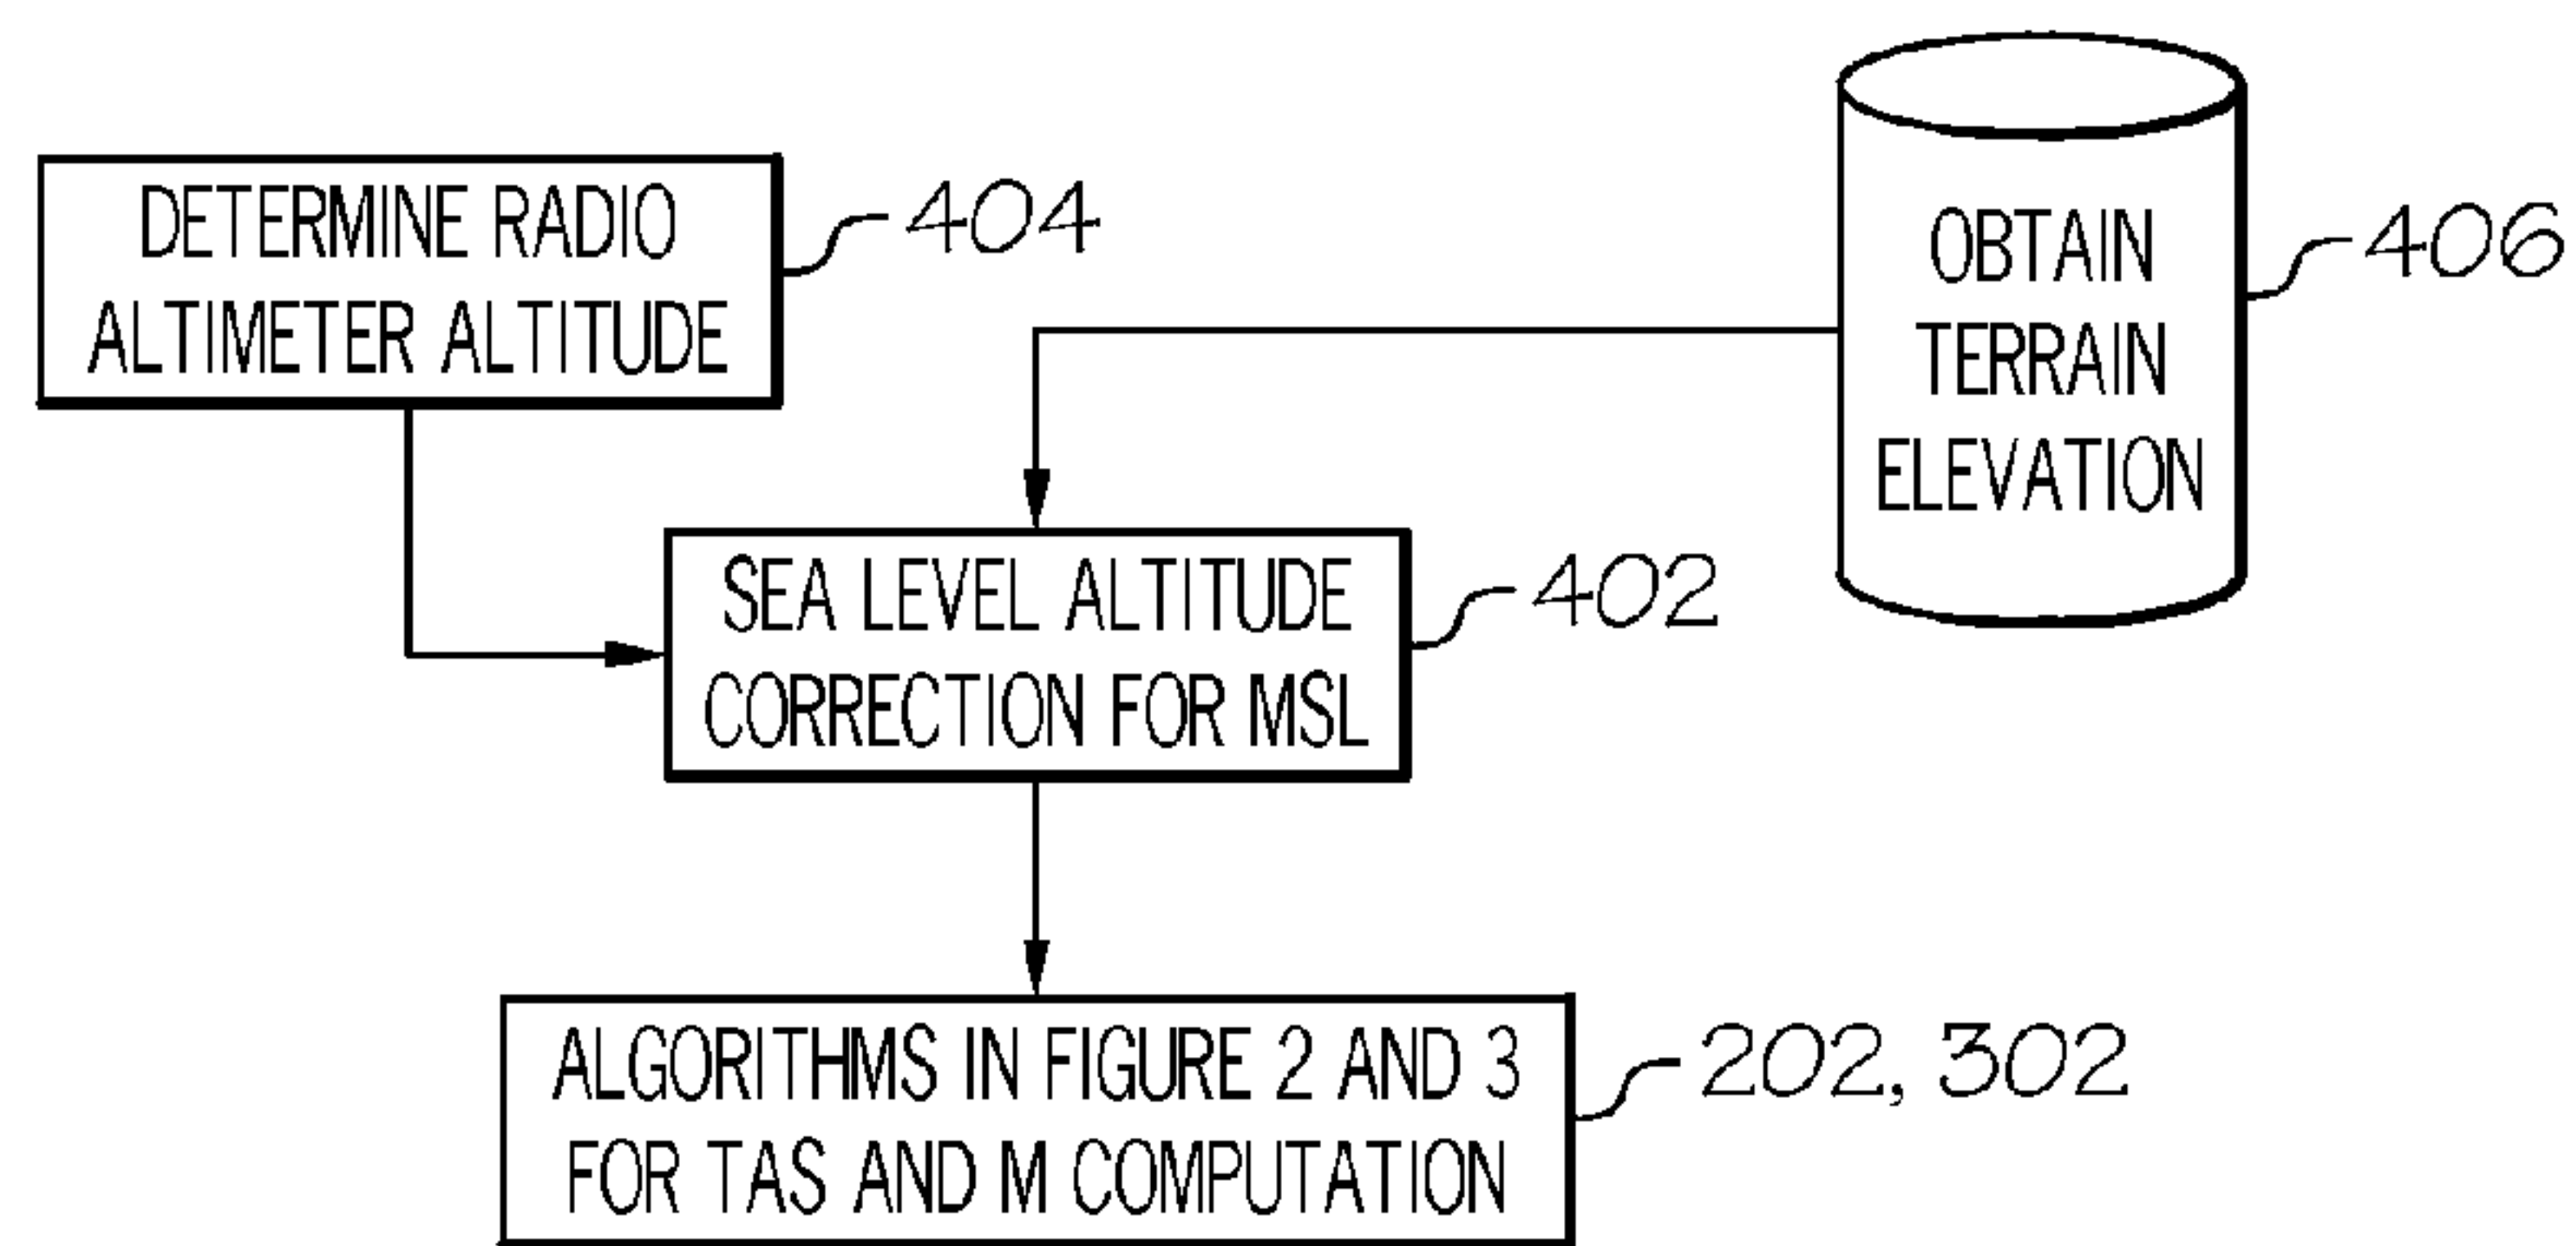 DETERMINE RADIO
ALTIMETER ALTITUDE
404
OBTAIN
TERRAIN
ELEVATION
406
SEA LEVEL ALTITUDE
CORRECTION FOR MSL
402
ALGORITHMS IN FIGURE 2 AND 3
FOR TAS AND M COMPUTATION
202, 302